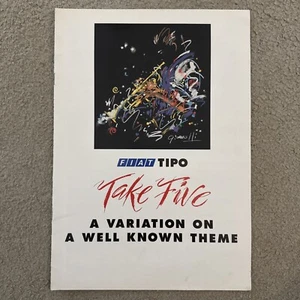 FIAT TIPO
Take Five
A VARIATION ON
A WELL KNOWN THEME